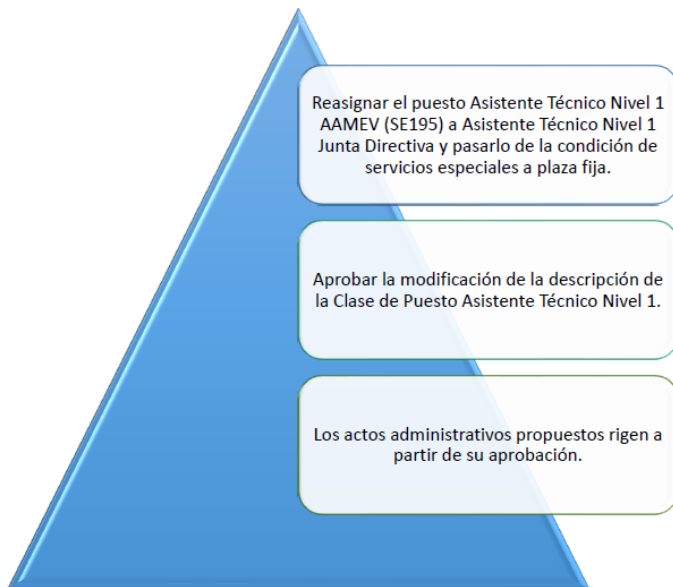 Reasignar el puesto Asistente Técnico Nivel 1
AAMEV (SE195) a Asistente Técnico Nivel 1
Junta Directiva y pasarlo de la condición de
servicios especiales a plaza fija.
Aprobar la modificación de la descripción de
la Clase de Puesto Asistente Técnico Nivel 1.
Los actos administrativos propuestos rigen a
partir de su aprobación.